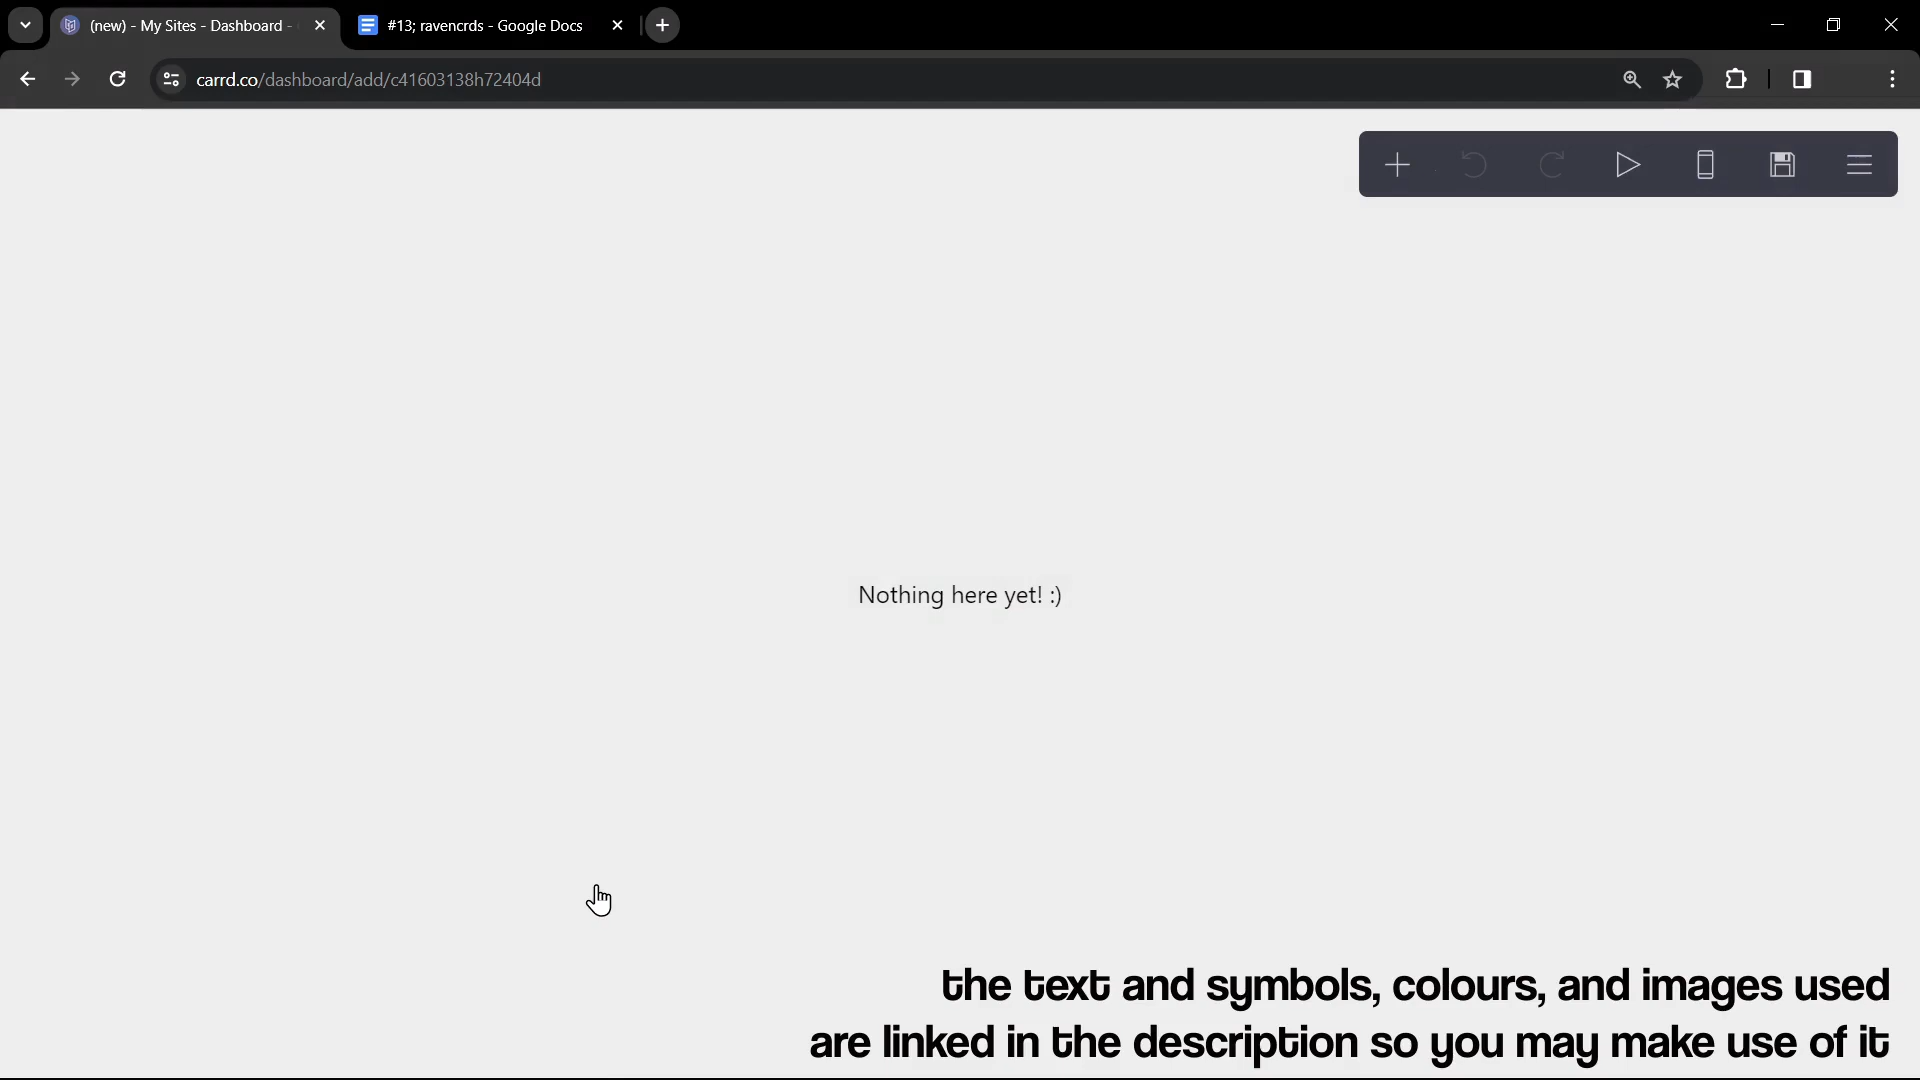 (new) - My Sites - Dashboard -
#13; ravencrds - Google Docs
carrd.co/dashboard/add/c41603138h72404d
Nothing here yet! :)
the text and symbols, colours, and images used
are linked in the description so you may make use of it